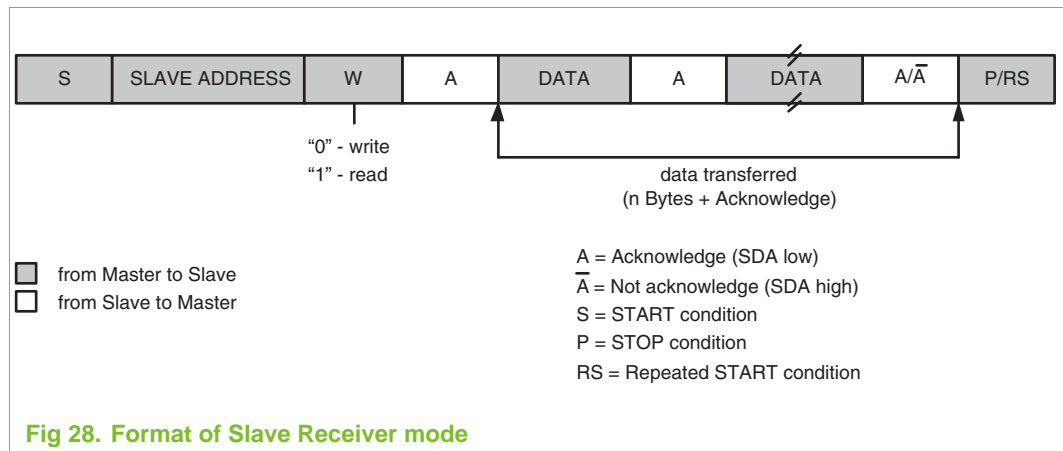 S SLAVE ADDRESS W A DATA A DATA A/A̅ P/RS
“0” - write
“1” - read
data transferred
(n Bytes + Acknowledge)
from Master to Slave
from Slave to Master
A = Acknowledge (SDA low)
A̅ = Not acknowledge (SDA high)
S = START condition
P = STOP condition
RS = Repeated START condition
Fig 28. Format of Slave Receiver mode